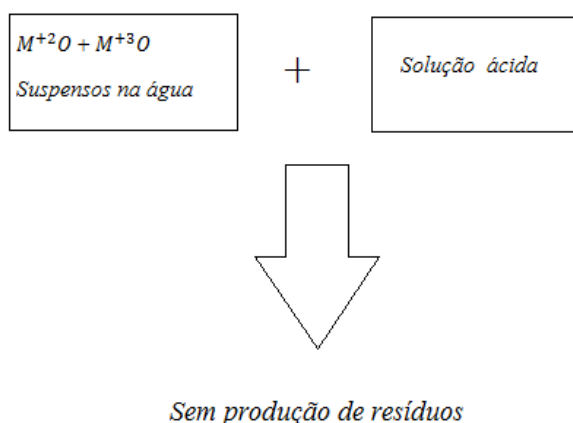 M⁺²O + M⁺³O
Suspensos na água
+
Solução ácida
Sem produção de resíduos